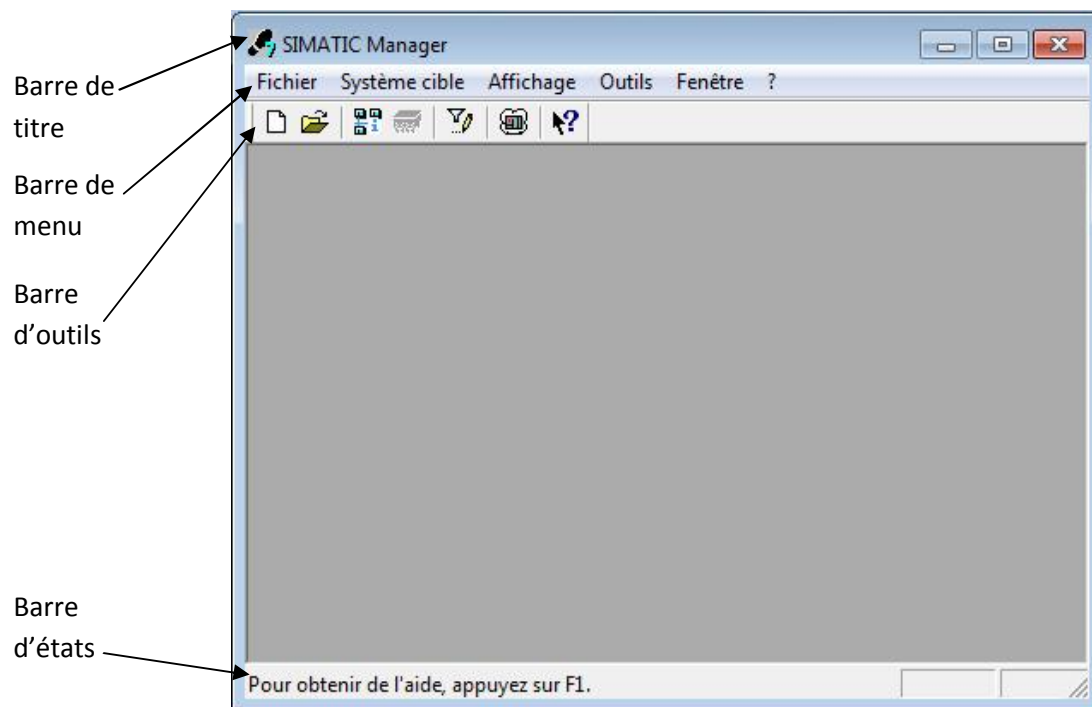 SIMATIC Manager
Fichier Système cible Affichage Outils Fenêtre ?
Barre de
titre
Barre de
menu
Barre
d'outils
Barre
d'états
Pour obtenir de l'aide, appuyez sur F1.